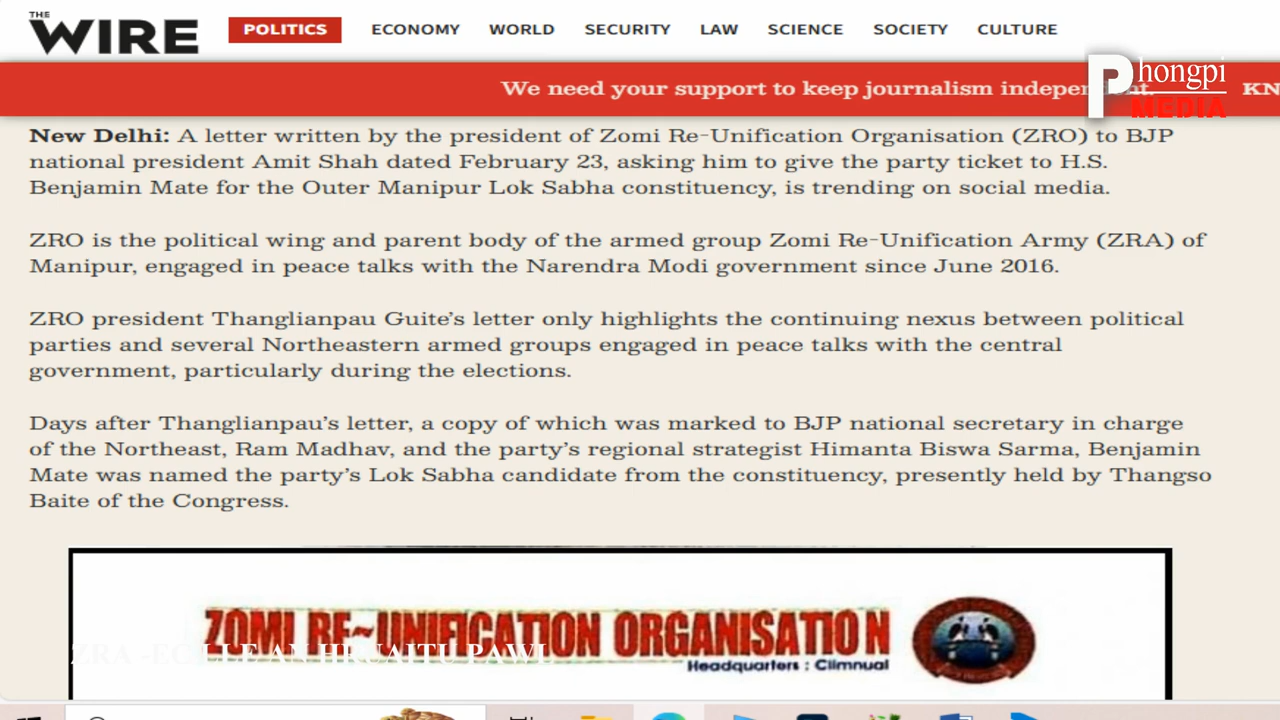 THE
WIRE
POLITICS ECONOMY WORLD SECURITY LAW SCIENCE SOCIETY CULTURE
We need your support to keep journalism KN
Phongpi
MEDIA
New Delhi: A letter written by the president of Zomi Re-Unification Organisation (ZRO) to BJP
national president Amit Shah dated February 23, asking him to give the party ticket to H.S.
Benjamin Mate for the Outer Manipur Lok Sabha constituency, is trending on social media.
ZRO is the political wing and parent body of the armed group Zomi Re-Unification Army (ZRA) of
Manipur, engaged in peace talks with the Narendra Modi government since June 2016.
ZRO president Thanglianpau Guite's letter only highlights the continuing nexus between political
parties and several Northeastern armed groups engaged in peace talks with the central
government, particularly during the elections.
Days after Thanglianpau's letter, a copy of which was marked to BJP national secretary in charge
of the Northeast, Ram Madhav, and the party's regional strategist Himanta Biswa Sarma, Benjamin
Mate was named the party's Lok Sabha candidate from the constituency, presently held by Thangso
Baite of the Congress.
ZOMI RE~UNIFICATION ORGANISATION
Headquarters : Climnual
ZRA